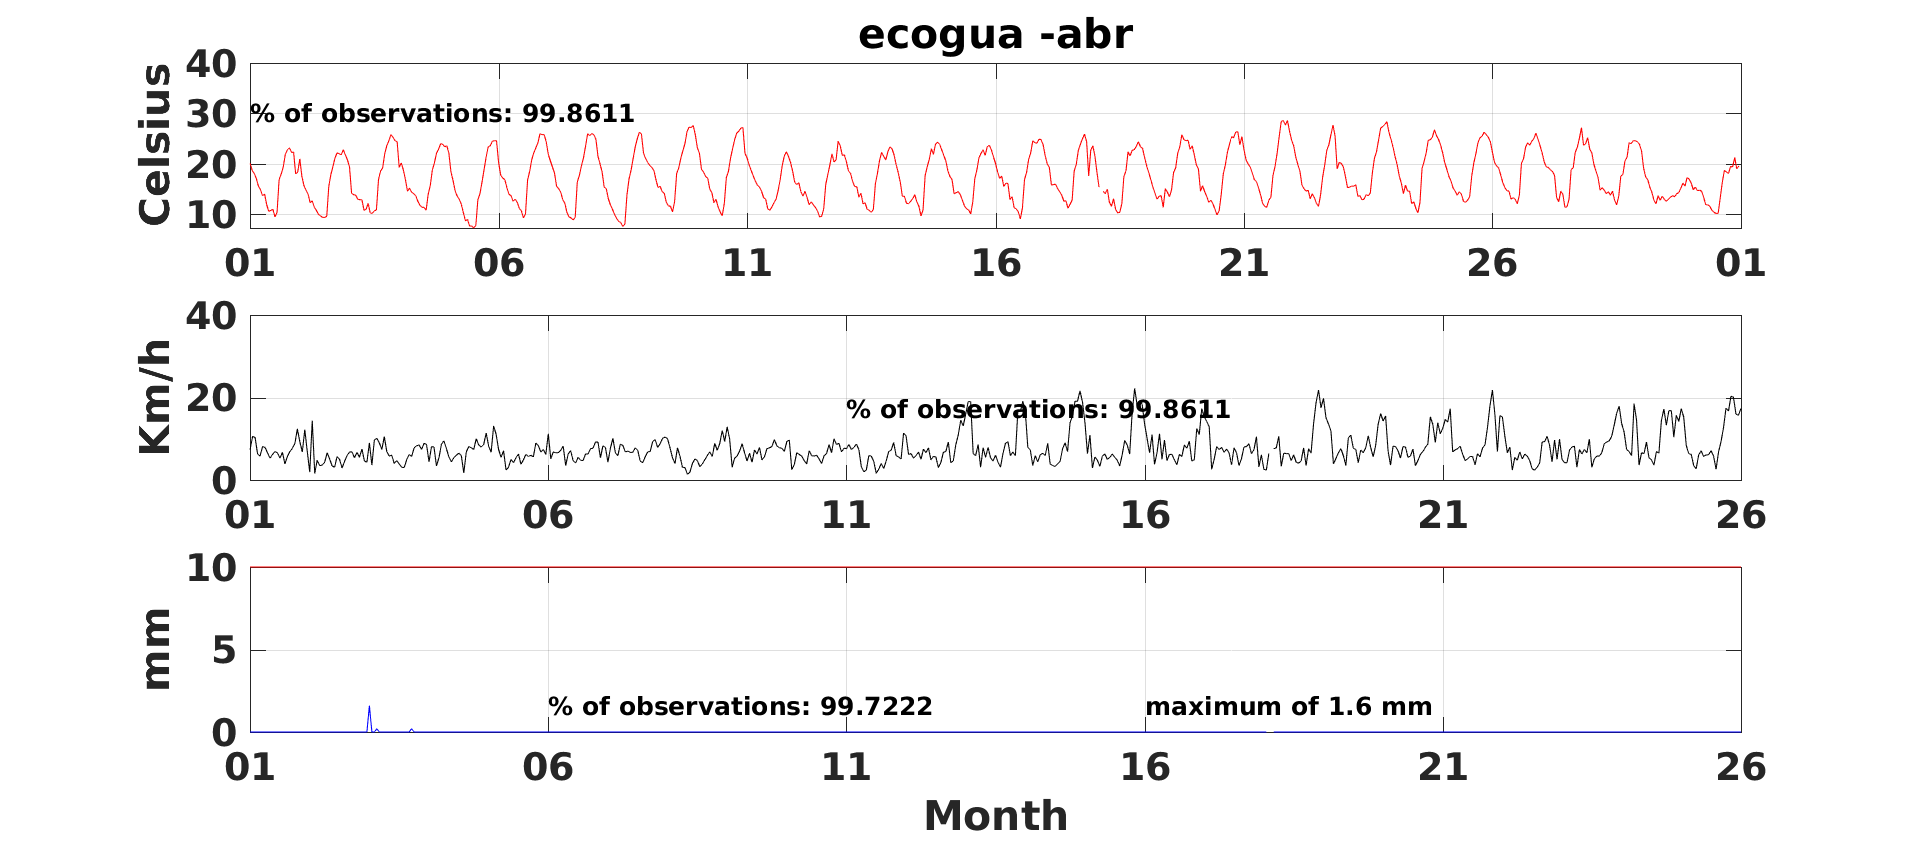 ecogua -abr
Celsius
40
30
20
10
% of observations: 99.8611
01 06 11 16 21 26 01
Km/h
40
20
0
% of observations: 99.8611
01 06 11 16 21 26
mm
10
5
0
% of observations: 99.7222 maximum of 1.6 mm
01 06 11 16 21 26
Month